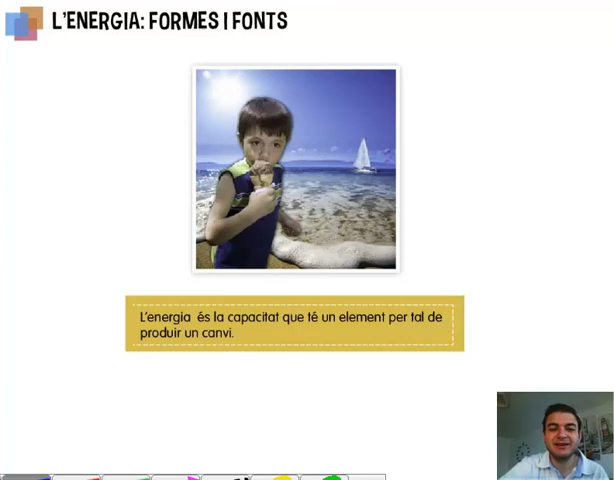 L'ENERGIA: FORMES I FONTS
L'energia és la capacitat que té un element per tal de
produir un canvi.